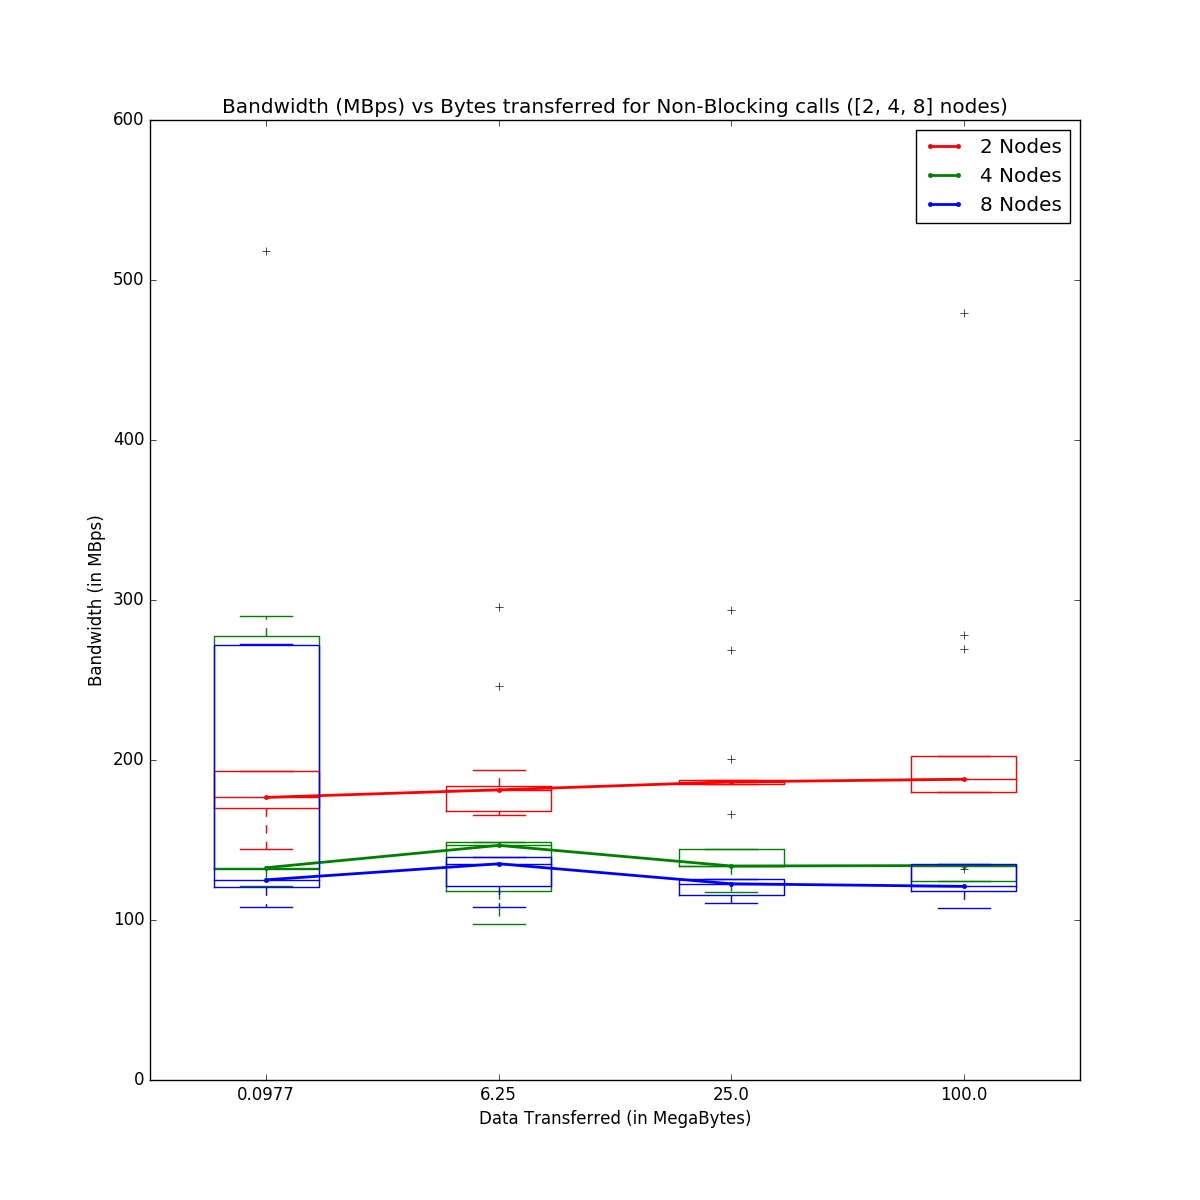 Bandwidth (MBps) vs Bytes transferred for Non-Blocking calls ([2, 4, 8] nodes)
600
500
400
300
200
100
0
Bandwidth (in MBps)
2 Nodes
4 Nodes
8 Nodes
0.0977
6.25
25.0
100.0
Data Transferred (in MegaBytes)